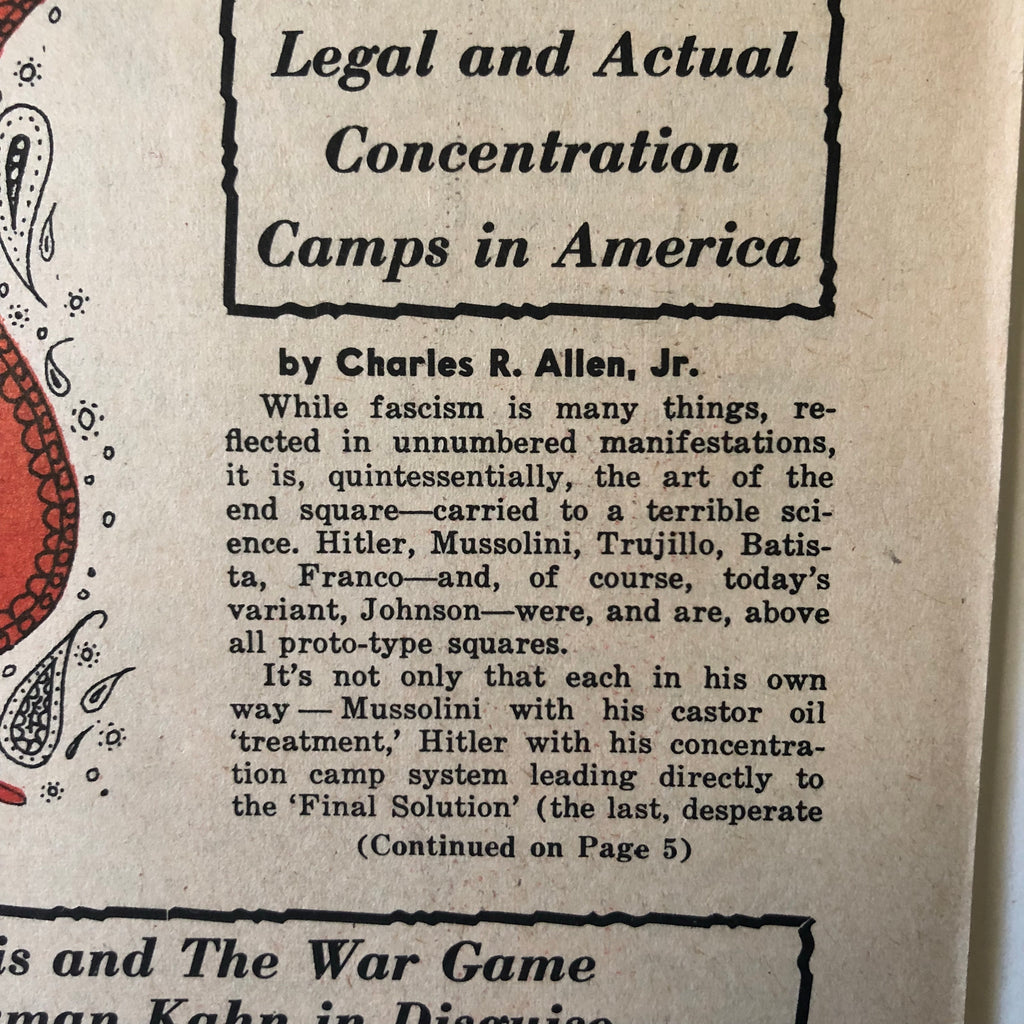 Legal and Actual
Concentration
Camps in America
by Charles R. Allen, Jr.
While fascism is many things, re-
flected in unnumbered manifestations,
it is, quintessentially, the art of the
end square—carried to a terrible sci-
ence. Hitler, Mussolini, Trujillo, Batis-
ta, Franco—and, of course, today's
variant, Johnson—were, and are, above
all proto-type squares.
It's not only that each in his own
way — Mussolini with his castor oil
'treatment,' Hitler with his concentra-
tion camp system leading directly to
the 'Final Solution' (the last, desperate
(Continued on Page 5)
is and The War Game
man Kahn in Disguise